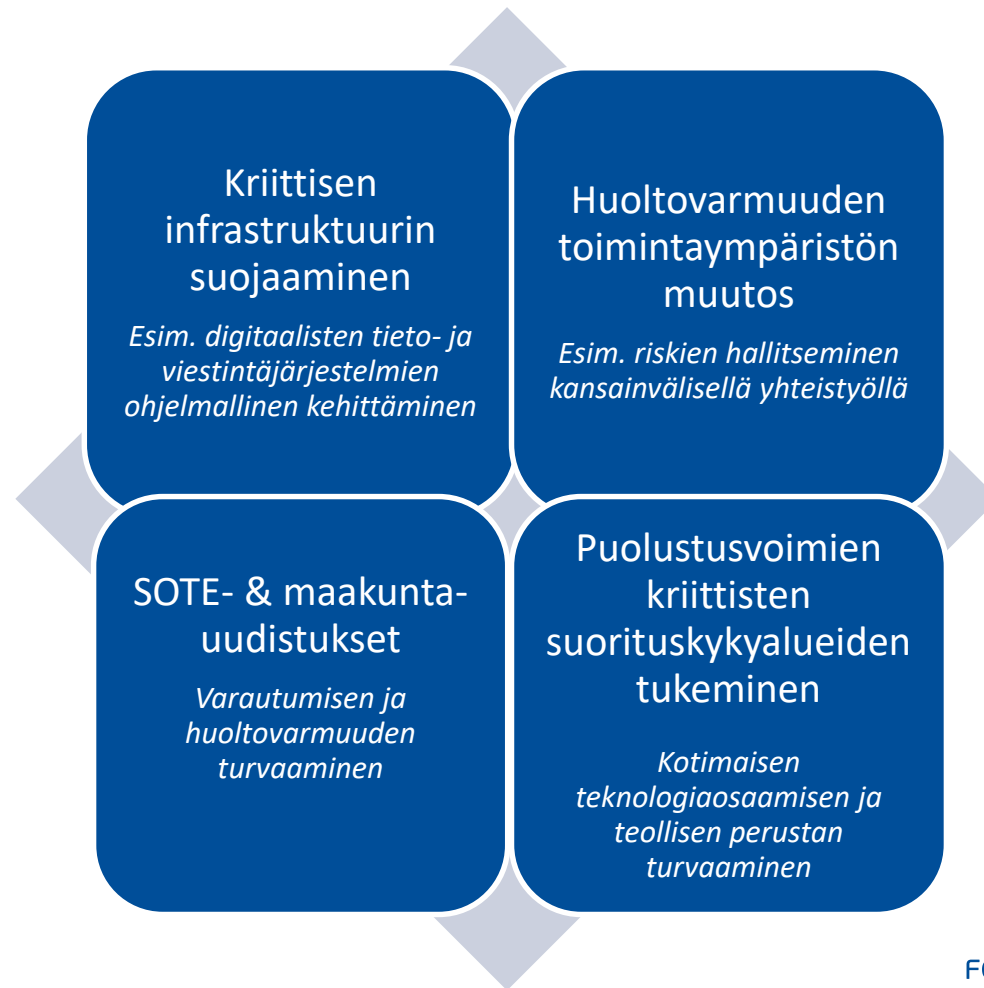 Kriittisen
infrastruktuurin
suojaaminen
Esim. digitaalisten tieto- ja
viestintäjärjestelmien
ohjelmallinen kehittäminen
Huoltovarmuuden
toimintaympäristön
muutos
Esim. riskien hallitseminen
kansainvälisellä yhteistyöllä
SOTE- & maakunta-
uudistukset
Varautumisen ja
huoltovarmuuden
turvaaminen
Puolustusvoimien
kriittisten
suorituskykyalueiden
tukeminen
Kotimaisen
teknologiaosaamisen ja
teollisen perustan
turvaaminen